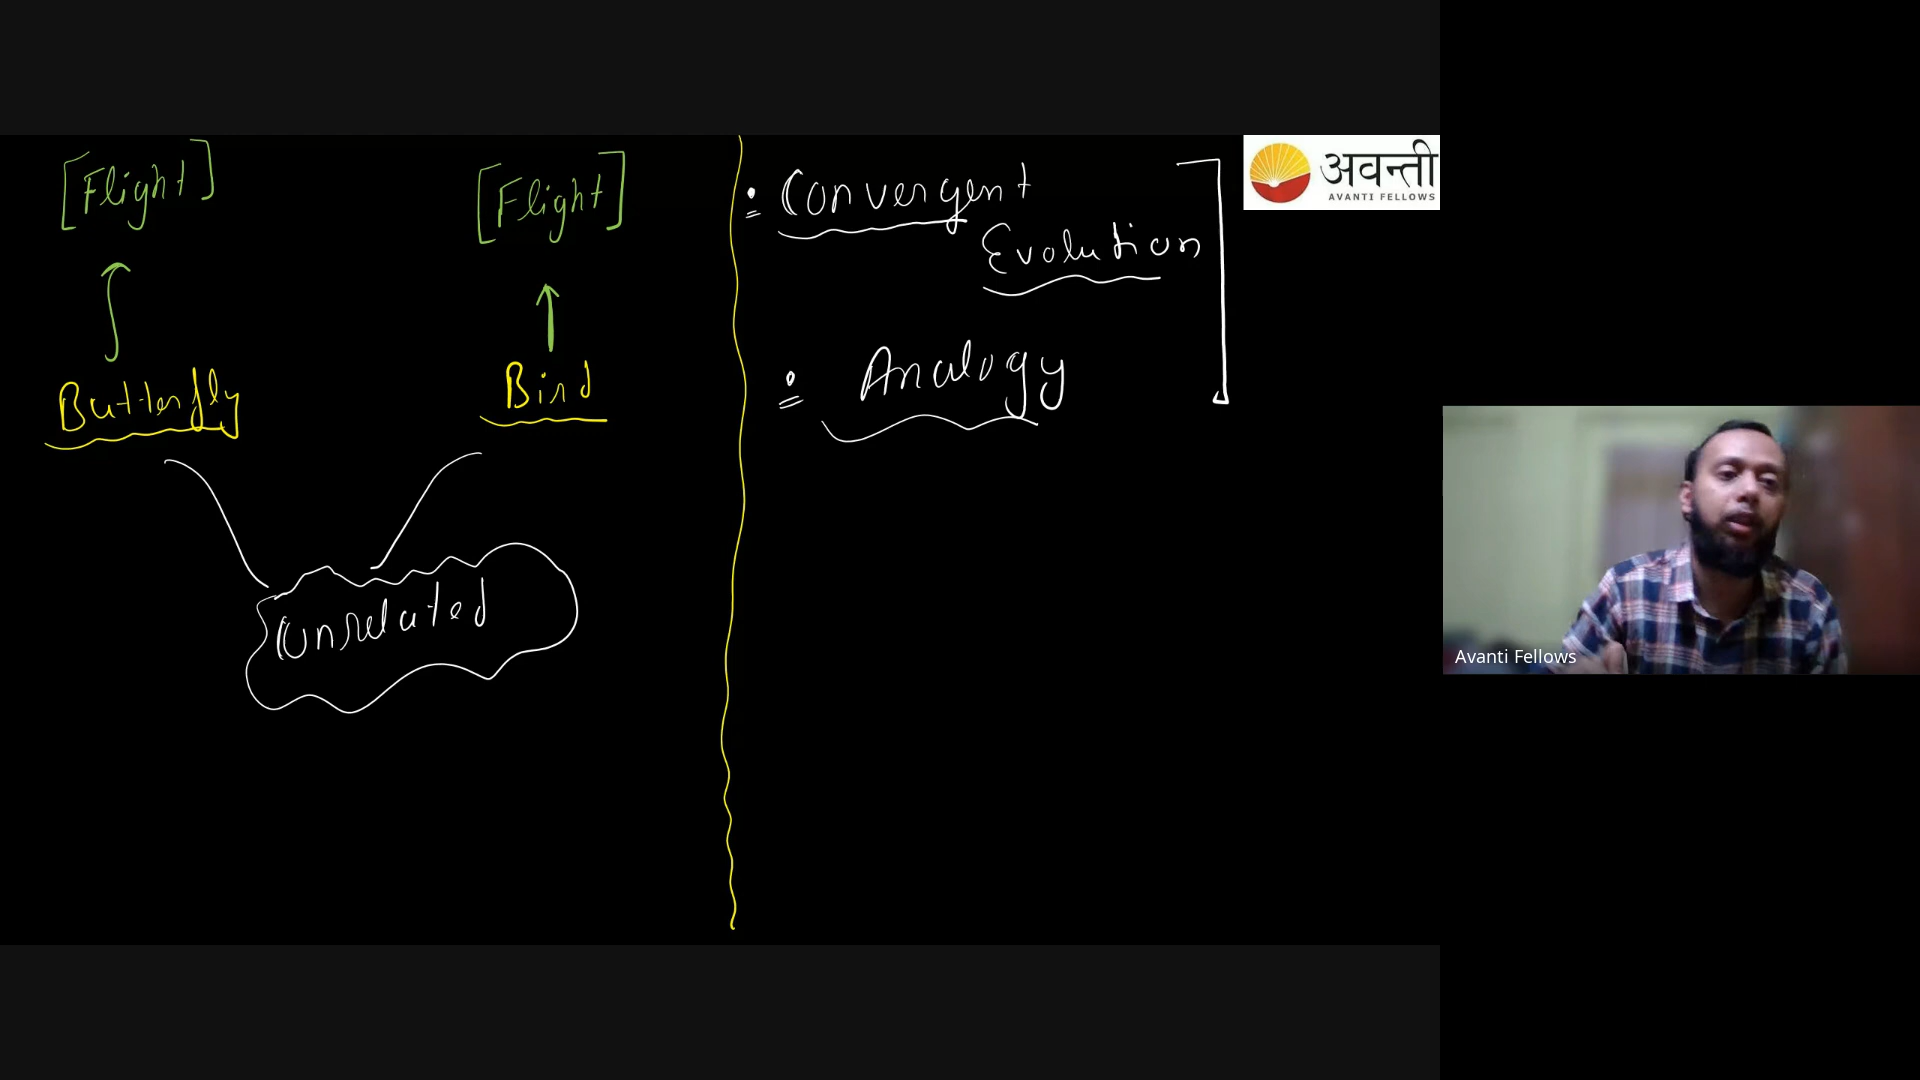 [Flight]
[Flight]
Butterfly
Bird
Unrelated
Convergent
Evolution
Analogy
अवन्ती
AVANTI FELLOWS
Avanti Fellows